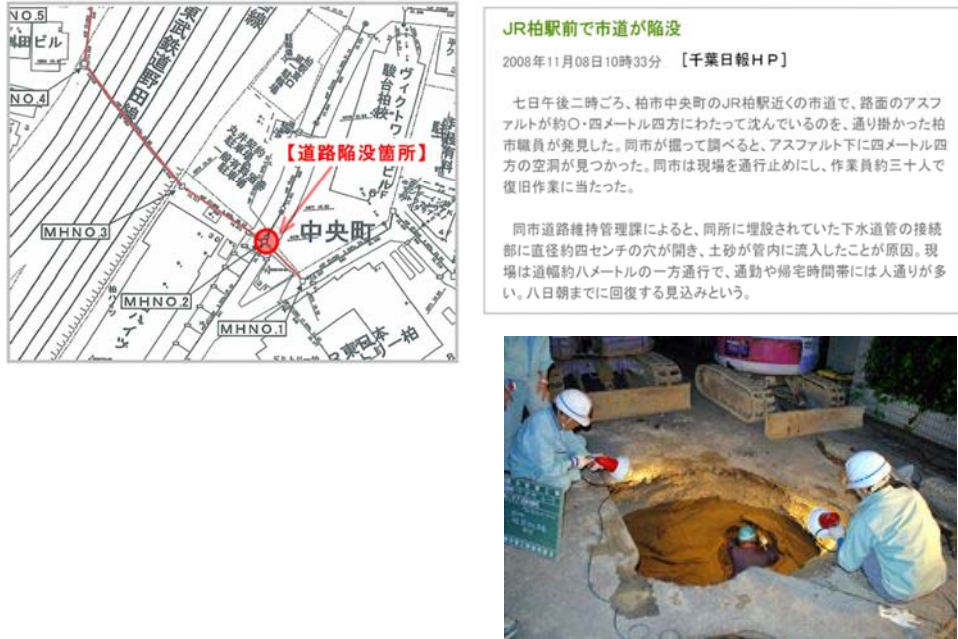 NO.5
田ビル
NO.4
東武鉄道野田線
線
ヴィクトワ
駿台柏校
【道路陥没箇所】
中央町
MHNO.3
MHNO.2
MHNO.1
JR柏駅前で市道が陥没
2008年11月08日10時33分 [千葉日報HP]
七日午後二時ごろ、柏市中央町のJR柏駅近くの市道で、路面のアスフ
ァルトが約〇・四メートル四方にわたって沈んでいるのを、通り掛かった柏
市職員が発見した。同市が掘って調べると、アスファルト下に四メートル四
方の空洞が見つかった。同市は現場を通行止めにし、作業員約三十人で
復旧作業に当たった。
同市道路維持管理課によると、同所に埋設されていた下水道管の接続
部に直径約四センチの穴が開き、土砂が管内に流入したことが原因。現
場は道幅約八メートルの一方通行で、通勤や帰宅時間帯には人通りが多
い。八日朝までに回復する見込みという。